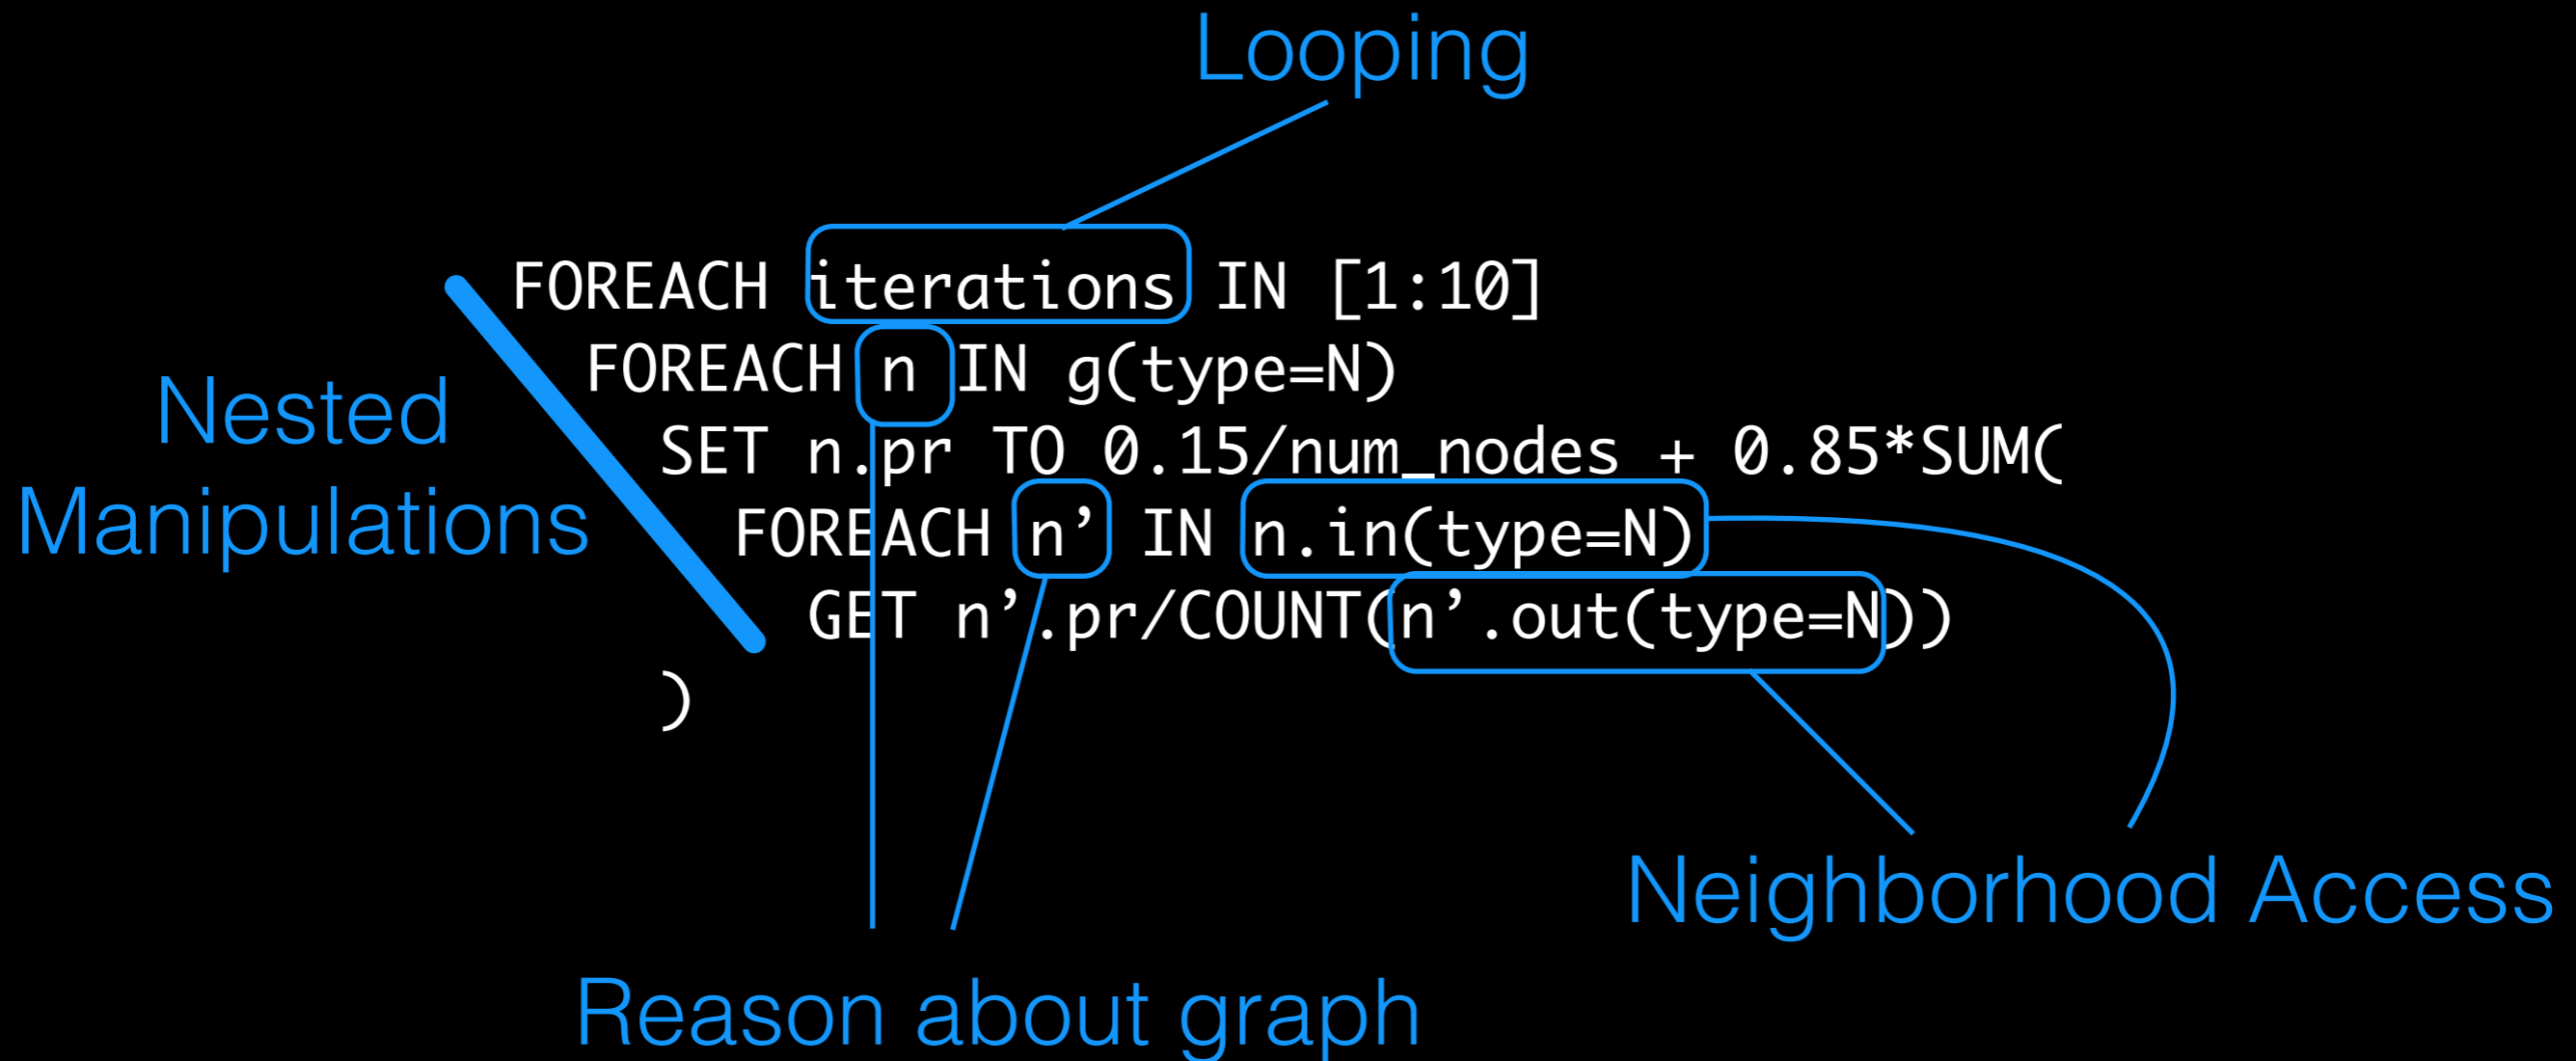 Looping
FOREACH iterations IN [1:10]
FOREACH n IN g(type=N)
SET n.pr TO 0.15/num_nodes + 0.85*SUM(
FOREACH n’ IN n.in(type=N)
GET n’.pr/COUNT(n’.out(type=N))
)
Nested
Manipulations
Neighborhood Access
Reason about graph